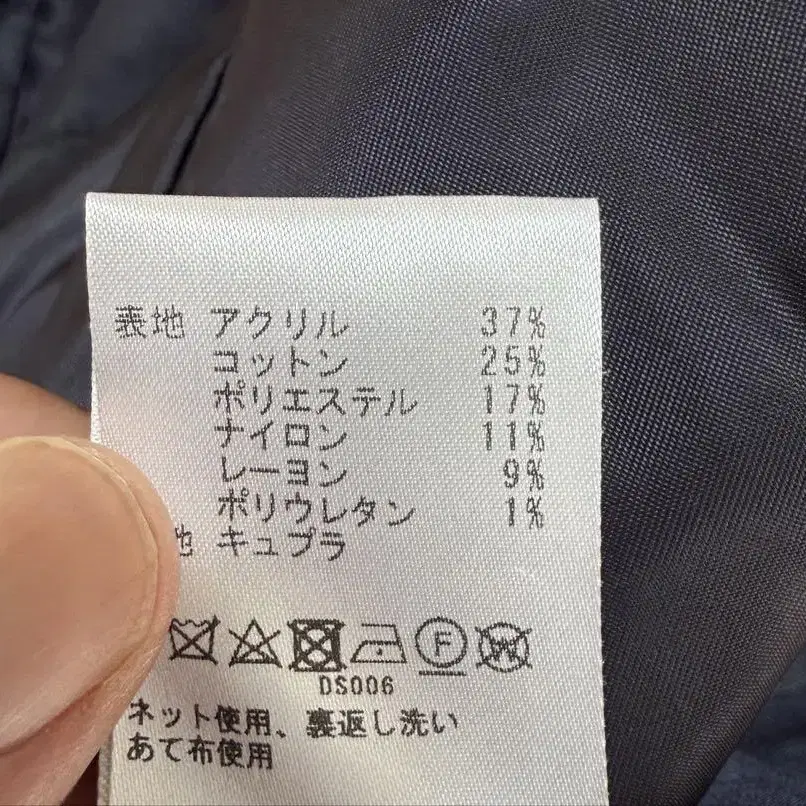 表地 アクリル 37%
コットン 25%
ポリエステル 17%
ナイロン 11%
レーヨン 9%
ポリウレタン 1%
地 キュプラ
F W
DS006
ネット使用、裏返し洗い
あて布使用